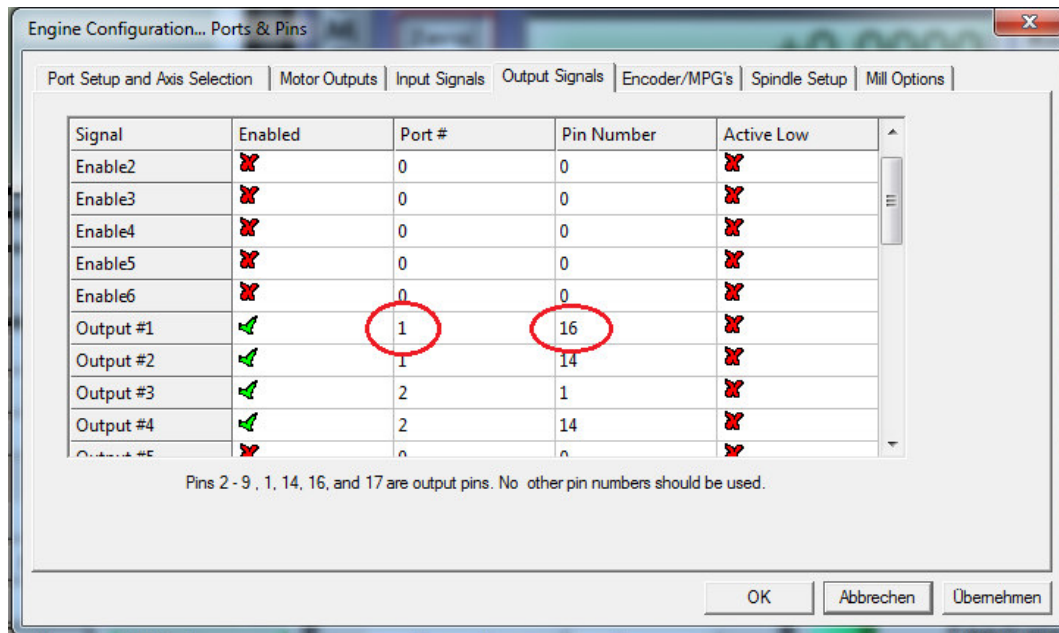 Engine Configuration... Ports & Pins
Port Setup and Axis Selection Motor Outputs Input Signals Output Signals Encoder/MPG's Spindle Setup Mill Options
Signal Enabled Port # Pin Number Active Low
Enable2 0 0
Enable3 0 0
Enable4 0 0
Enable5 0 0
Enable6 0 0
Output #1 1 16
Output #2 1 14
Output #3 2 1
Output #4 2 14
Output #5 0 0
Pins 2 - 9 , 1, 14, 16, and 17 are output pins. No other pin numbers should be used.
OK Abbrechen Übernehmen